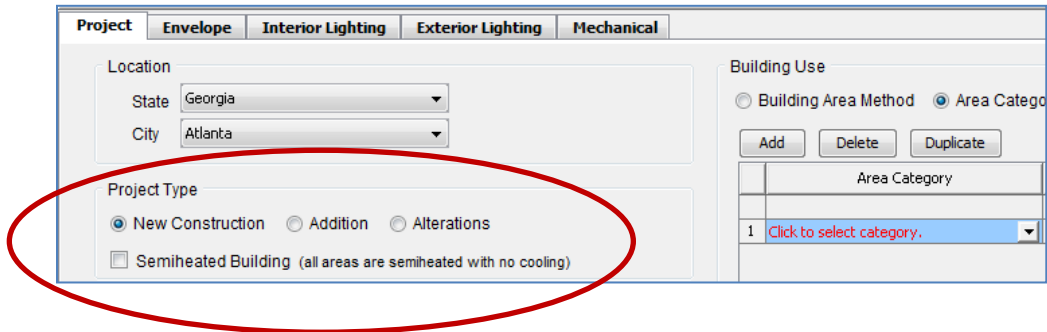 Project Envelope Interior Lighting Exterior Lighting Mechanical
Location
State Georgia
City Atlanta
Project Type
New Construction Addition Alterations
Semiheated Building (all areas are semiheated with no cooling)
Building Use
Building Area Method Area Catego
Add Delete Duplicate
Area Category
1 Click to select category.